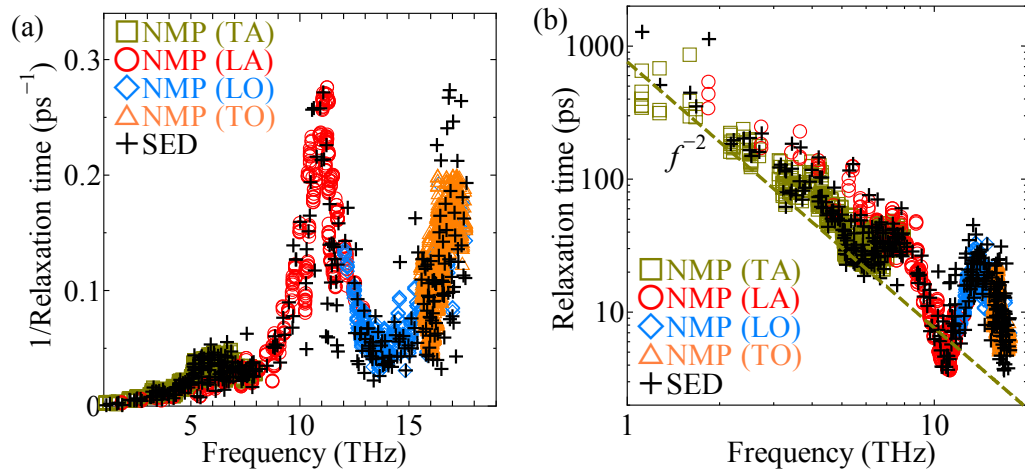 (a)
NMP (TA)
NMP (LA)
NMP (LO)
NMP (TO)
SED
1/Relaxation time (ps⁻¹)
0.3
0.2
0.1
0
5
10
15
Frequency (THz)
(b)
1000
100
10
Relaxation time (ps)
f⁻²
NMP (TA)
NMP (LA)
NMP (LO)
NMP (TO)
SED
1
10
Frequency (THz)